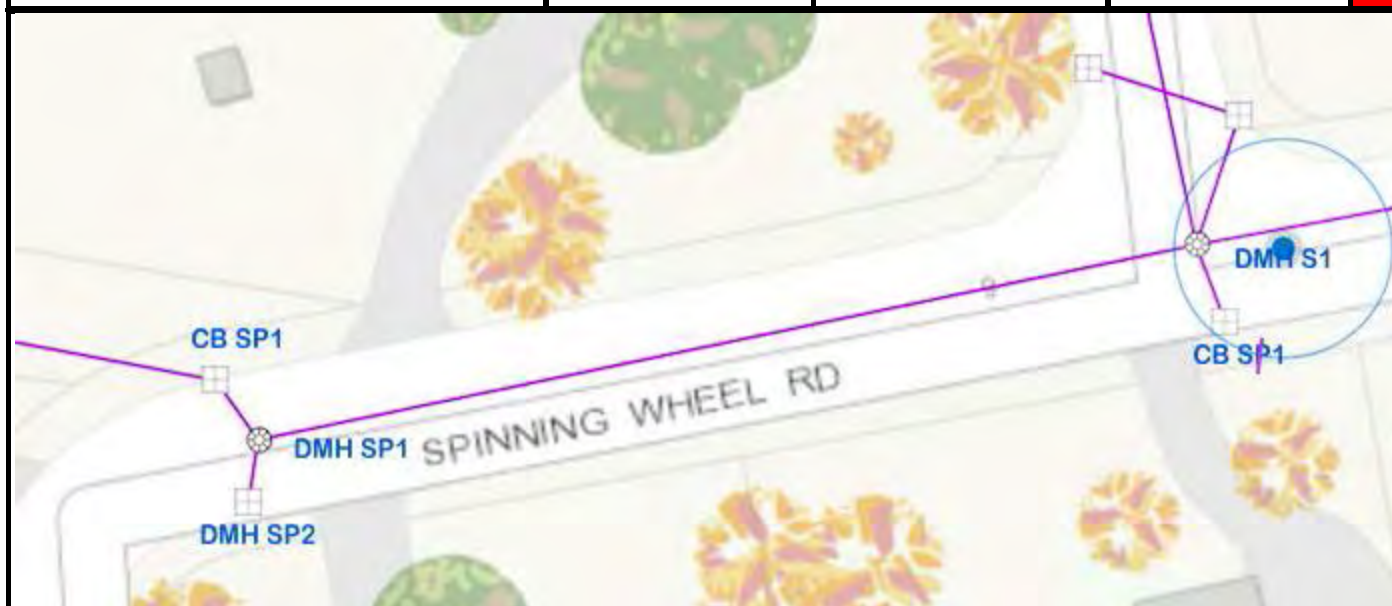 DMH S1
CB SP1
CB SP1
SPINNING WHEEL RD
DMH SP1
DMH SP2